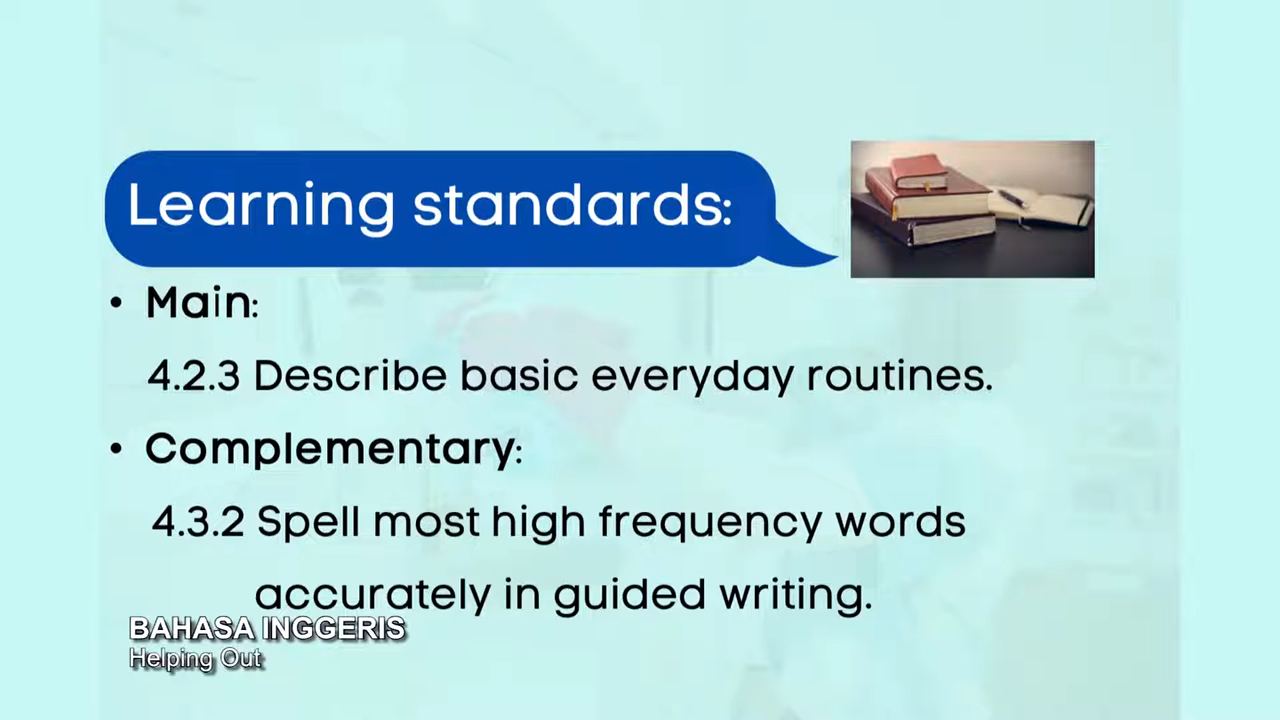 Learning standards:
• Main:
4.2.3 Describe basic everyday routines.
• Complementary:
4.3.2 Spell most high frequency words
accurately in guided writing.
BAHASA INGGERIS
Helping Out